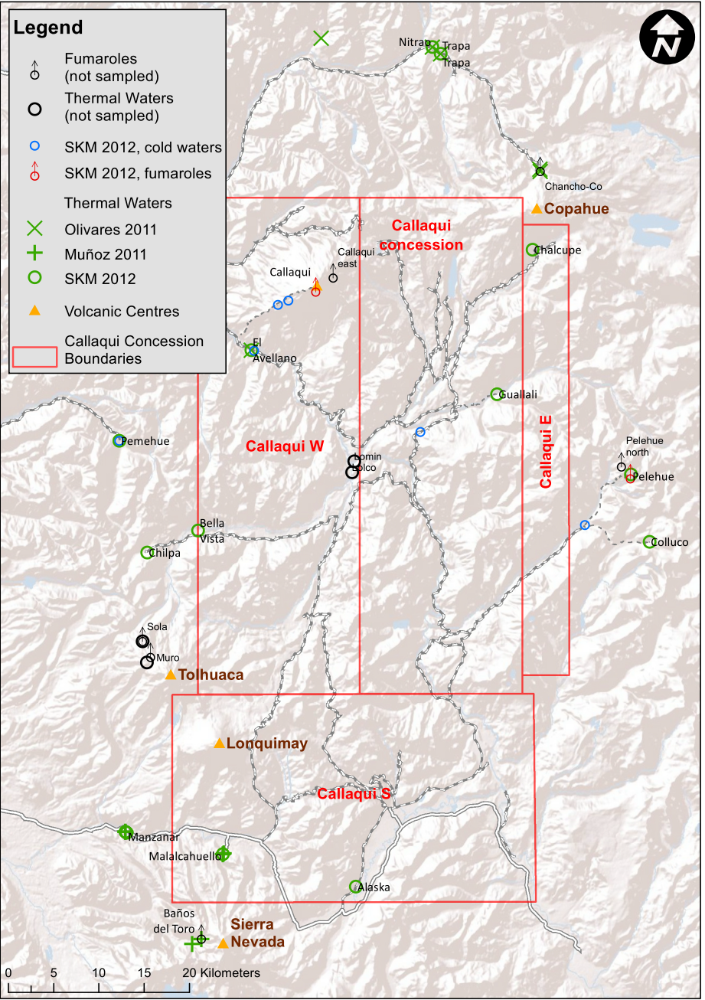 Legend
Fumaroles
(not sampled)
Thermal Waters
(not sampled)
SKM 2012, cold waters
SKM 2012, fumaroles
Thermal Waters
Olivares 2011
Muñoz 2011
SKM 2012
Volcanic Centres
Callaqui Concession
Boundaries
N
Nitrao
Trapa
Trapa
Chancho-Co
Copahue
Callaqui
concession
Chalcupe
Callaqui
east
Callaqui
El
Avellano
Guallali
Callaqui E
Pemehue
Callaqui W
Lomin
Lolco
Pelehue
north
Pelehue
Bella
Vista
Chilpa
Colluco
Sola
Muro
Tolhuaca
Lonquimay
Callaqui S
Manzanar
Malalcahuello
Alaska
Baños
del Toro
Sierra
Nevada
0 5 10 15 20 Kilometers